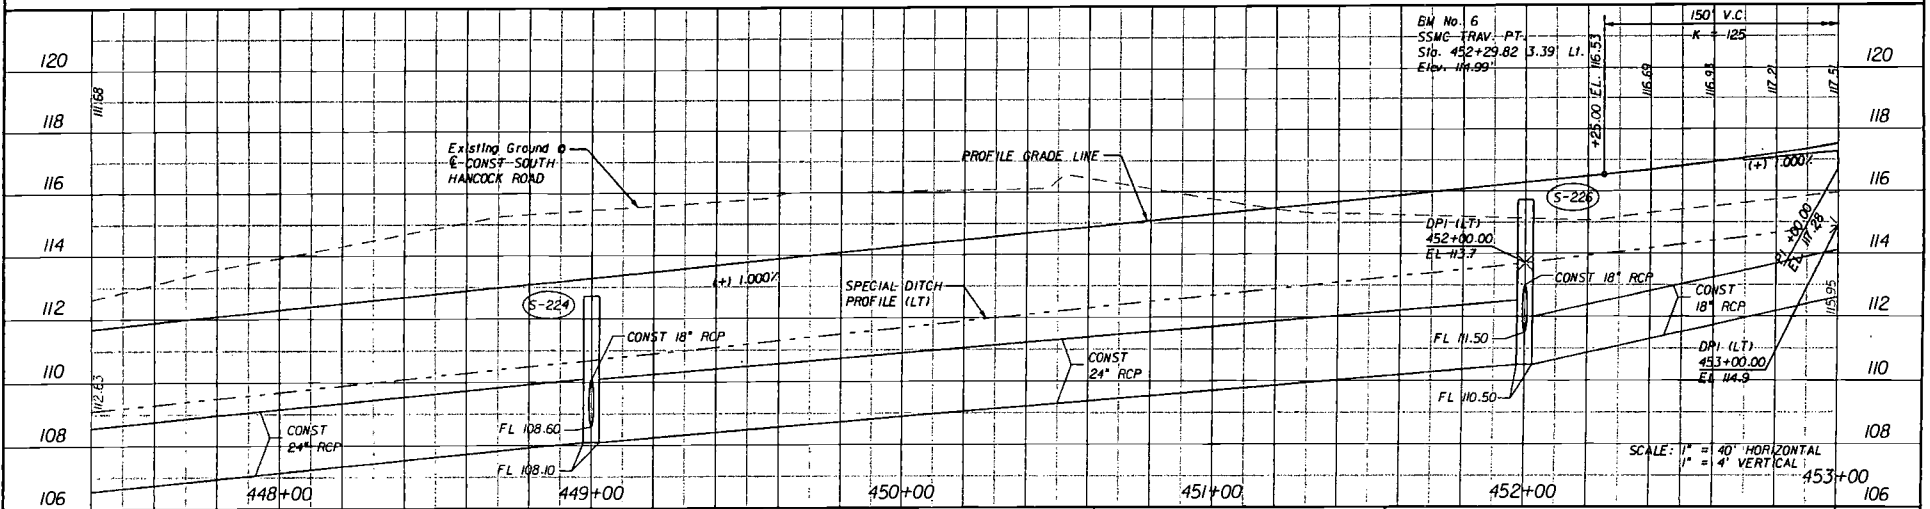 BM No. 6
SSMC TRAV. PT.
Sta. 452+29.82 3.39' Lt.
Elev. 114.99'
150' V.C.
K = 125
120
120
118
118
116
116
114
114
112
112
110
110
108
108
106
106
111.68
112.63
+25.00 EL. 116.53
116.69
116.93
117.21
117.51
115.95
Existing Ground @
℄ CONST SOUTH
HANCOCK ROAD
PROFILE GRADE LINE
(+) 1.000%
(+) 1.000%
S-224
S-226
SPECIAL DITCH
PROFILE (LT)
DPI (LT)
452+00.00
EL 113.7
PI +00.00
EL 117.28
CONST 18" RCP
CONST 18" RCP
CONST
18" RCP
CONST
24" RCP
CONST
24" RCP
FL 108.60
FL 108.10
FL 111.50
FL 110.50
DPI (LT)
453+00.00
EL 114.9
SCALE: 1" = 40' HORIZONTAL
1" = 4' VERTICAL
448+00
449+00
450+00
451+00
452+00
453+00